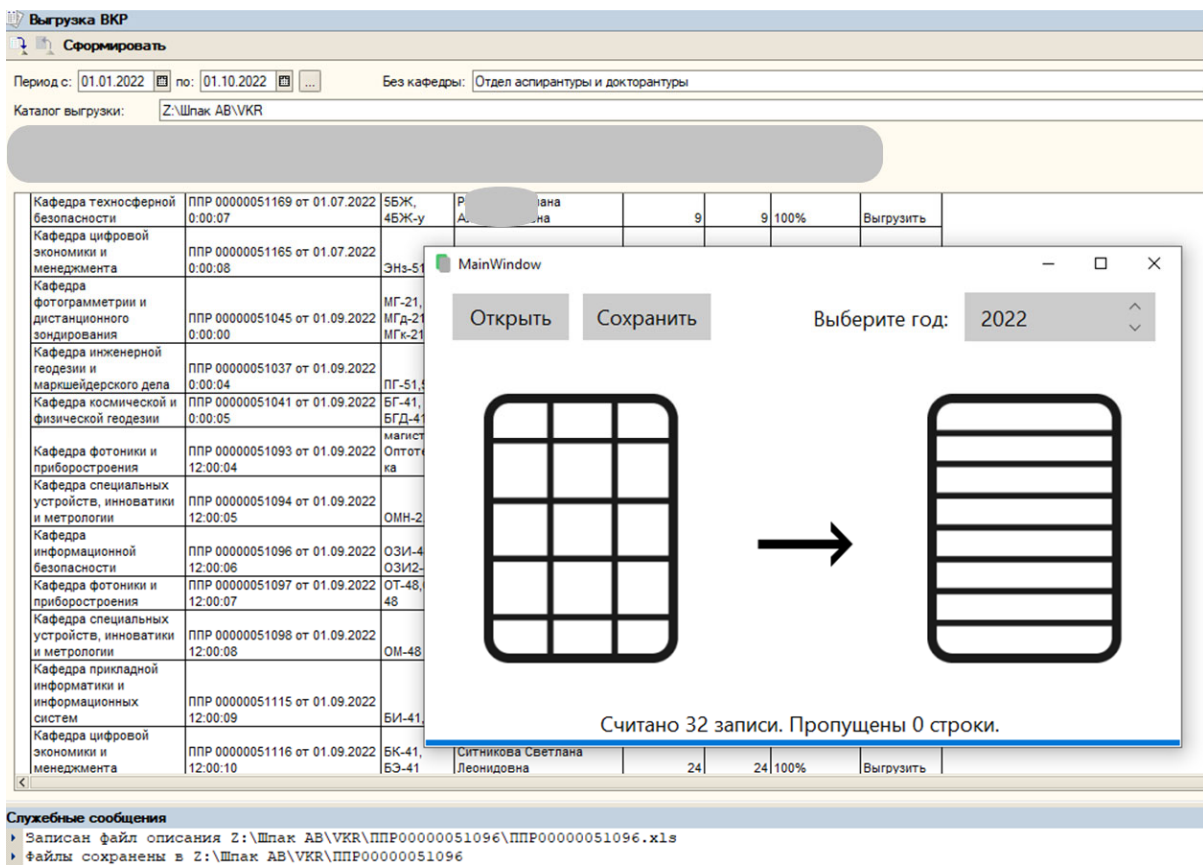 Выгрузка ВКР
Сформировать
Период с: 01.01.2022 по: 01.10.2022 ... Без кафедры: Отдел аспирантуры и докторантуры
Каталог выгрузки: Z:\Шпак АВ\VKR
Кафедра техносферной ППР 00000051169 от 01.07.2022 5БЖ,
безопасности 0:00:07 4БЖ-у 9 9 100% Выгрузить
Кафедра цифровой
экономики и ППР 00000051165 от 01.07.2022
менеджмента 0:00:08 ЭНз-51
Кафедра
фотограмметрии и МГ-21,
дистанционного ППР 00000051045 от 01.09.2022 МГд-21
зондирования 0:00:00 МГк-21
Кафедра инженерной
геодезии и ППР 00000051037 от 01.09.2022
маркшейдерского дела 0:00:04 ПГ-51,
Кафедра космической и ППР 00000051041 от 01.09.2022 БГ-41,
физической геодезии 0:00:05 БГД-41
магист
Кафедра фотоники и ППР 00000051093 от 01.09.2022 Оптоте
приборостроения 12:00:04 ка
Кафедра специальных
устройств, инноватики ППР 00000051094 от 01.09.2022
и метрологии 12:00:05 ОМН-2
Кафедра
информационной ППР 00000051096 от 01.09.2022 ОЗИ-4
безопасности 12:00:06 ОЗИ2-
Кафедра фотоники и ППР 00000051097 от 01.09.2022 ОТ-48,
приборостроения 12:00:07 48
Кафедра специальных
устройств, инноватики ППР 00000051098 от 01.09.2022
и метрологии 12:00:08 ОМ-48
Кафедра прикладной
информатики и
информационных ППР 00000051115 от 01.09.2022
систем 12:00:09 БИ-41,
Кафедра цифровой
экономики и ППР 00000051116 от 01.09.2022 БК-41, Ситникова Светлана
менеджмента 12:00:10 БЭ-41 Леонидовна 24 24 100% Выгрузить
MainWindow
Открыть Сохранить Выберите год: 2022
Считано 32 записи. Пропущены 0 строки.
Служебные сообщения
Записан файл описания Z:\Шпак АВ\VKR\ППР00000051096\ППР00000051096.xls
Файлы сохранены в Z:\Шпак АВ\VKR\ППР00000051096